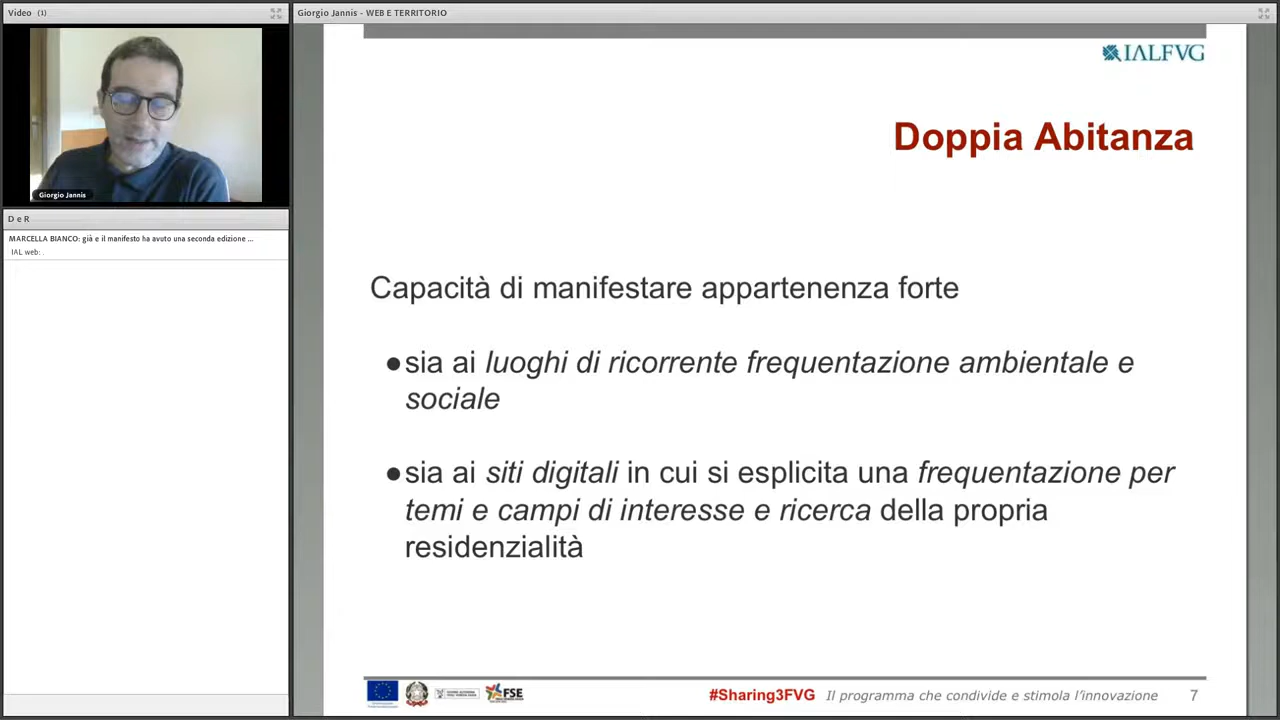 Video (1)
Giorgio Jannis - WEB E TERRITORIO
Giorgio Jannis
D e R
MARCELLA BIANCO: già e il manifesto ha avuto una seconda edizione ...
IAL web: .
IALFVG
Doppia Abitanza
Capacità di manifestare appartenenza forte
●sia ai luoghi di ricorrente frequentazione ambientale e
sociale
●sia ai siti digitali in cui si esplicita una frequentazione per
temi e campi di interesse e ricerca della propria
residenzialità
FSE
#Sharing3FVG Il programma che condivide e stimola l'innovazione 7